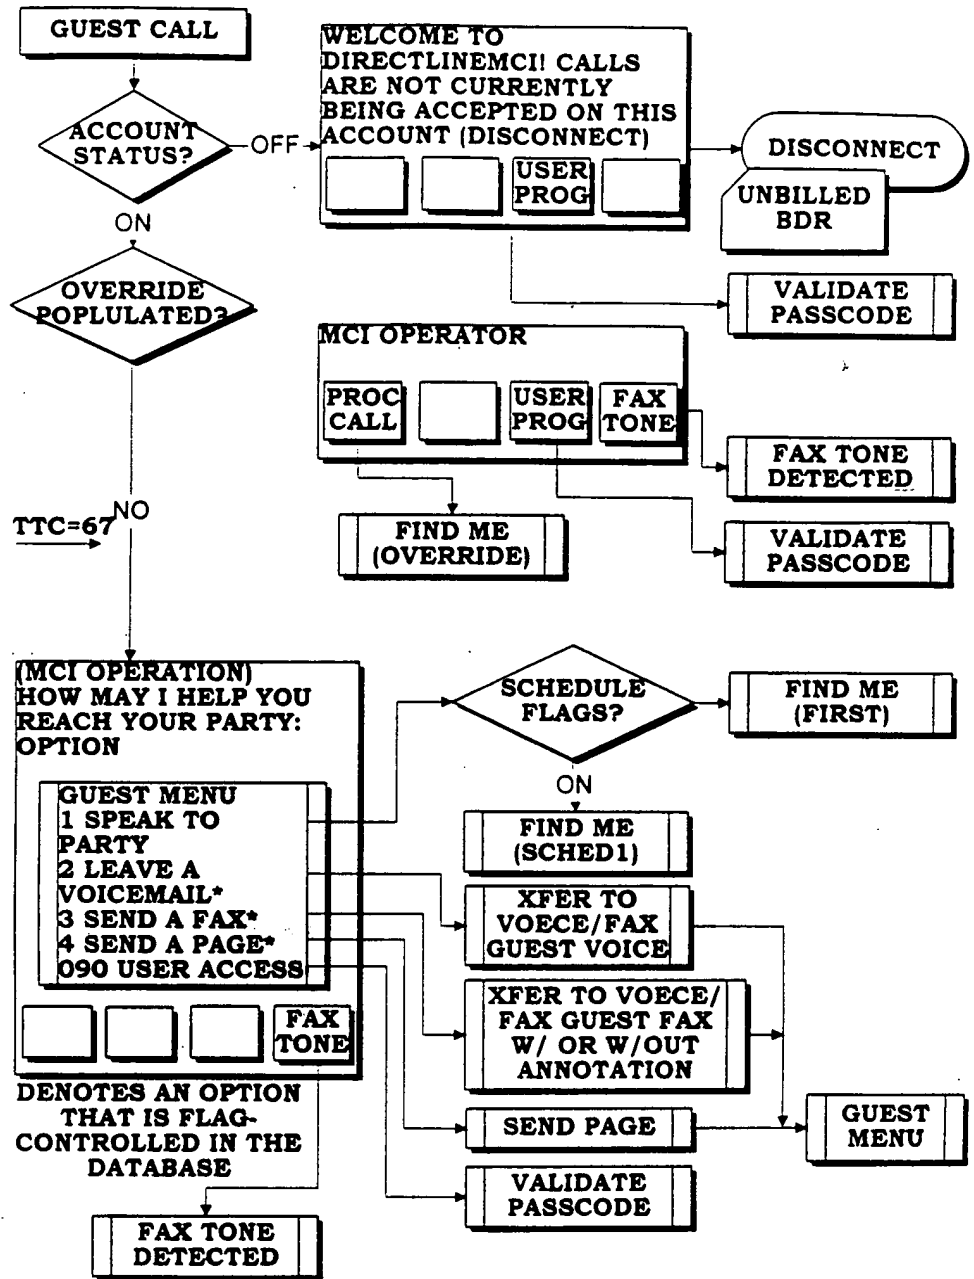 GUEST CALL
ACCOUNT
STATUS?
OFF
WELCOME TO
DIRECTLINEMCI! CALLS
ARE NOT CURRENTLY
BEING ACCEPTED ON THIS
ACCOUNT (DISCONNECT)
USER
PROG
DISCONNECT
UNBILLED
BDR
VALIDATE
PASSCODE
ON
OVERRIDE
POPLULATED?
MCI OPERATOR
PROC
CALL
USER
PROG
FAX
TONE
FAX TONE
DETECTED
FIND ME
(OVERRIDE)
VALIDATE
PASSCODE
NO
TTC=67
(MCI OPERATION)
HOW MAY I HELP YOU
REACH YOUR PARTY:
OPTION
GUEST MENU
1 SPEAK TO
PARTY
2 LEAVE A
VOICEMAIL*
3 SEND A FAX*
4 SEND A PAGE*
090 USER ACCESS
FAX
TONE
DENOTES AN OPTION
THAT IS FLAG-
CONTROLLED IN THE
DATABASE
FAX TONE
DETECTED
SCHEDULE
FLAGS?
FIND ME
(FIRST)
ON
FIND ME
(SCHED1)
XFER TO
VOECE/FAX
GUEST VOICE
XFER TO VOECE/
FAX GUEST FAX
W/ OR W/OUT
ANNOTATION
SEND PAGE
GUEST
MENU
VALIDATE
PASSCODE